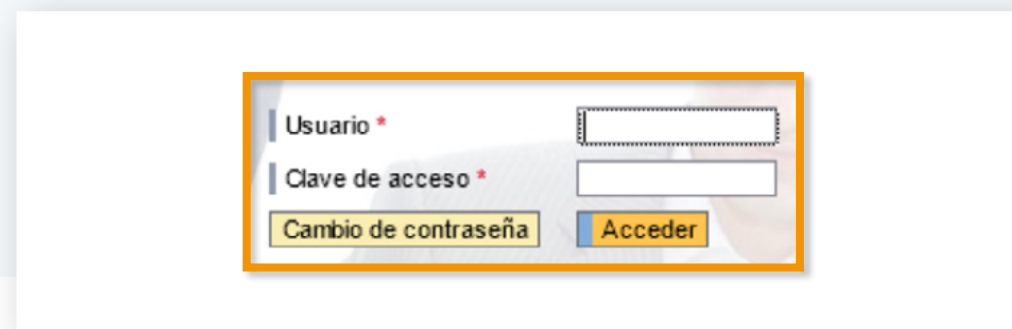 Usuario *
Clave de acceso *
Cambio de contraseña Acceder